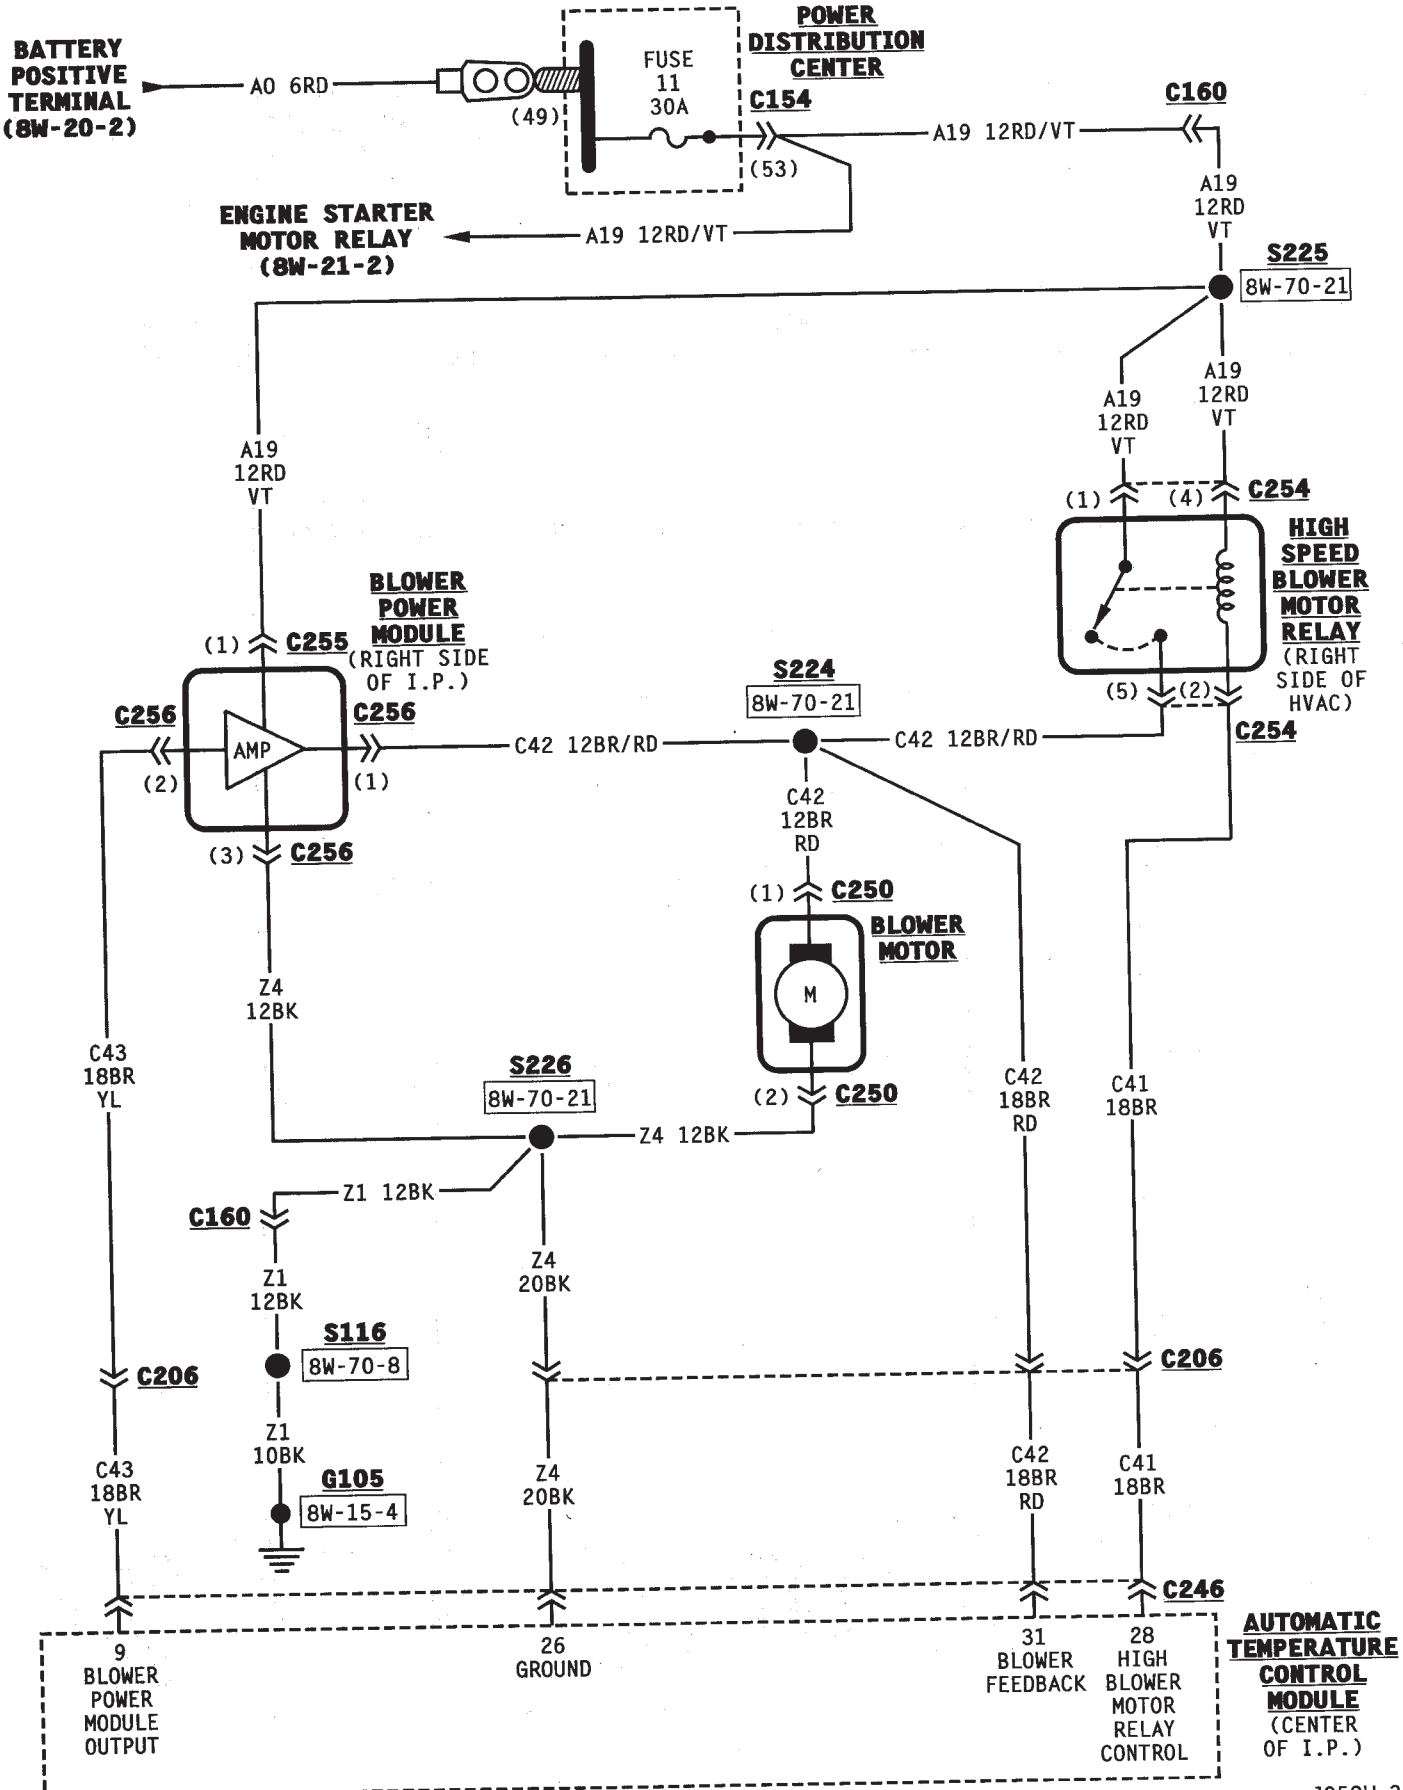 BATTERY
POSITIVE
TERMINAL
(8W-20-2)
A0 6RD
(49)
FUSE
11
30A
POWER
DISTRIBUTION
CENTER
C154
(53)
A19 12RD/VT
C160
A19
12RD
VT
ENGINE STARTER
MOTOR RELAY
(8W-21-2)
A19 12RD/VT
S225
8W-70-21
A19
12RD
VT
A19
12RD
VT
A19
12RD
VT
(1)
(4)
C254
HIGH
SPEED
BLOWER
MOTOR
RELAY
(RIGHT
SIDE OF
HVAC)
(5)
(2)
C254
BLOWER
POWER
MODULE
(RIGHT SIDE
OF I.P.)
(1)
C255
C256
(2)
AMP
C256
(1)
(3)
C256
C42 12BR/RD
S224
8W-70-21
C42 12BR/RD
C42
12BR
RD
(1)
C250
BLOWER
MOTOR
M
(2)
C250
Z4
12BK
C43
18BR
YL
S226
8W-70-21
Z4 12BK
C42
18BR
RD
C41
18BR
Z1 12BK
C160
Z1
12BK
Z4
20BK
S116
8W-70-8
C206
C206
Z1
10BK
C43
18BR
YL
G105
8W-15-4
Z4
20BK
C42
18BR
RD
C41
18BR
C246
9
BLOWER
POWER
MODULE
OUTPUT
26
GROUND
31
BLOWER
FEEDBACK
28
HIGH
BLOWER
MOTOR
RELAY
CONTROL
AUTOMATIC
TEMPERATURE
CONTROL
MODULE
(CENTER
OF I.P.)